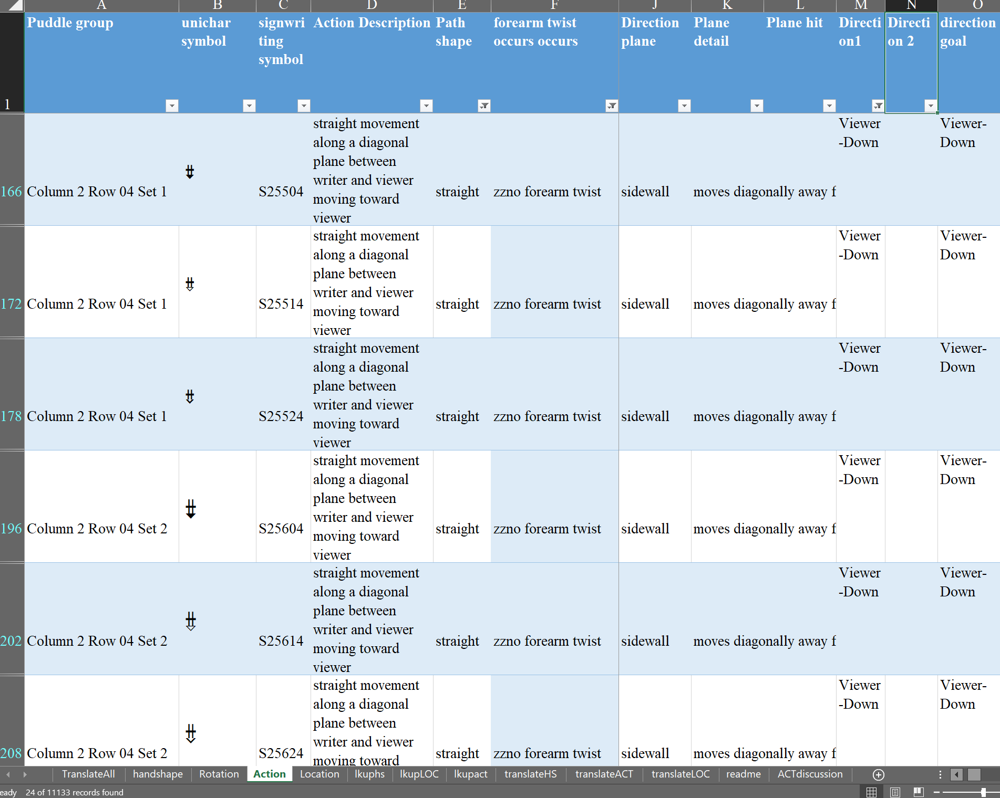 A B C D E F J K L M N O
1
Puddle group
unichar
symbol
signwri
ting
symbol
Action Description
Path
shape
forearm twist
occurs occurs
Direction
plane
Plane
detail
Plane hit
Directi
on1
Directi
on 2
direction
goal
166
Column 2 Row 04 Set 1
S25504
straight movement
along a diagonal
plane between
writer and viewer
moving toward
viewer
straight
zzno forearm twist
sidewall
moves diagonally away f
Viewer
-Down
Viewer-
Down
172
Column 2 Row 04 Set 1
S25514
straight movement
along a diagonal
plane between
writer and viewer
moving toward
viewer
straight
zzno forearm twist
sidewall
moves diagonally away f
Viewer
-Down
Viewer-
Down
178
Column 2 Row 04 Set 1
S25524
straight movement
along a diagonal
plane between
writer and viewer
moving toward
viewer
straight
zzno forearm twist
sidewall
moves diagonally away f
Viewer
-Down
Viewer-
Down
196
Column 2 Row 04 Set 2
S25604
straight movement
along a diagonal
plane between
writer and viewer
moving toward
viewer
straight
zzno forearm twist
sidewall
moves diagonally away f
Viewer
-Down
Viewer-
Down
202
Column 2 Row 04 Set 2
S25614
straight movement
along a diagonal
plane between
writer and viewer
moving toward
viewer
straight
zzno forearm twist
sidewall
moves diagonally away f
Viewer
-Down
Viewer-
Down
208
Column 2 Row 04 Set 2
S25624
straight movement
along a diagonal
plane between
writer and viewer
moving toward
straight
zzno forearm twist
sidewall
moves diagonally away f
Viewer
-Down
Viewer-
Down
TranslateAll handshape Rotation Action Location lkuphs lkupLOC lkupact translateHS translateACT translateLOC readme ACTdiscussion
eady 24 of 11133 records found